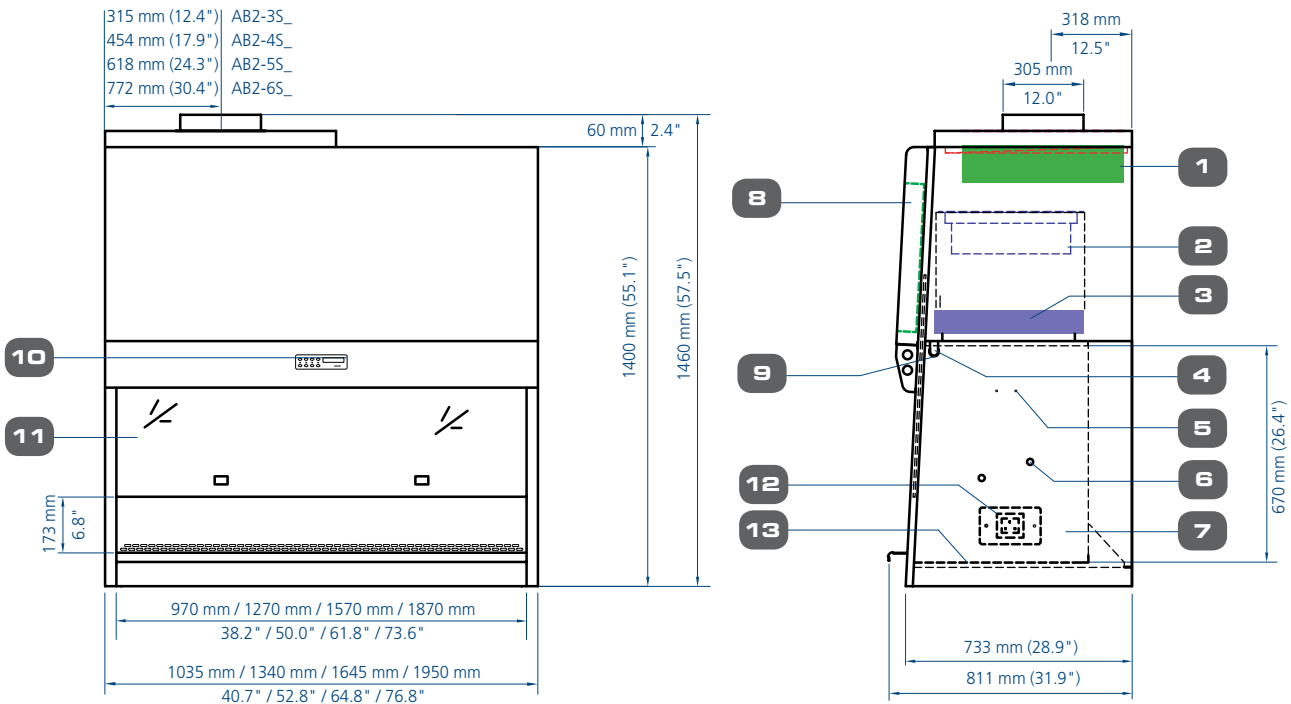 315 mm (12.4") AB2-3S_
454 mm (17.9") AB2-4S_
618 mm (24.3") AB2-5S_
772 mm (30.4") AB2-6S_
60 mm 2.4"
1400 mm (55.1")
1460 mm (57.5")
10
11
173 mm
6.8"
970 mm / 1270 mm / 1570 mm / 1870 mm
38.2" / 50.0" / 61.8" / 73.6"
1035 mm / 1340 mm / 1645 mm / 1950 mm
40.7" / 52.8" / 64.8" / 76.8"
318 mm
12.5"
305 mm
12.0"
1
8
2
3
9
4
5
12
6
13
7
670 mm (26.4")
733 mm (28.9")
811 mm (31.9")